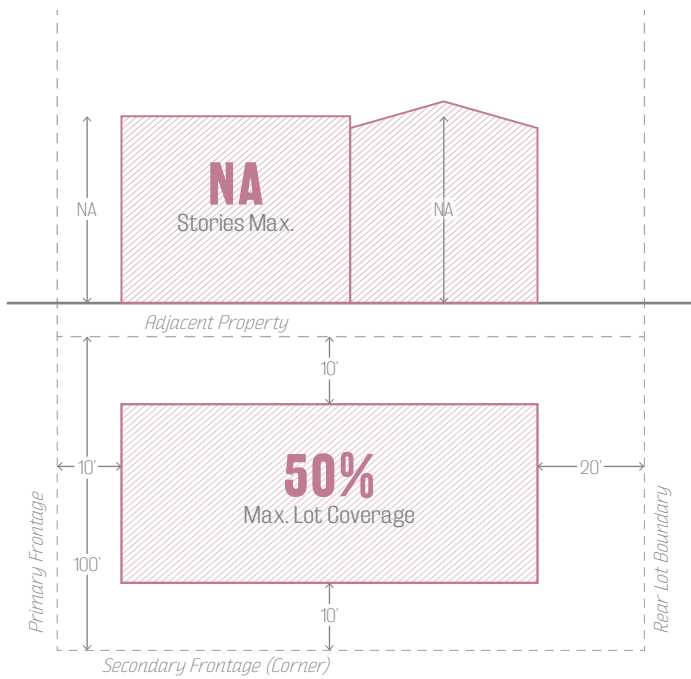 NA
Stories Max.
NA
NA
Adjacent Property
10'
50%
Max. Lot Coverage
10'
20'
100'
10'
Primary Frontage
Rear Lot Boundary
Secondary Frontage (Corner)